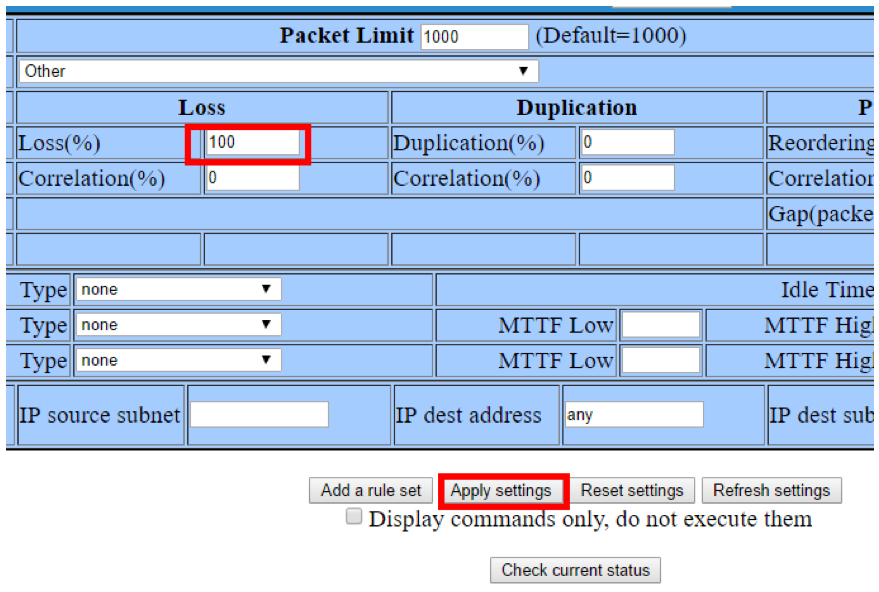 Packet Limit 1000 (Default=1000)
Other
Loss Duplication P
Loss(%) 100 Duplication(%) 0 Reordering
Correlation(%) 0 Correlation(%) 0 Correlation
Gap(packe
Type none Idle Time
Type none MTTF Low MTTF Hig
Type none MTTF Low MTTF Hig
IP source subnet IP dest address any IP dest sub
Add a rule set Apply settings Reset settings Refresh settings
Display commands only, do not execute them
Check current status